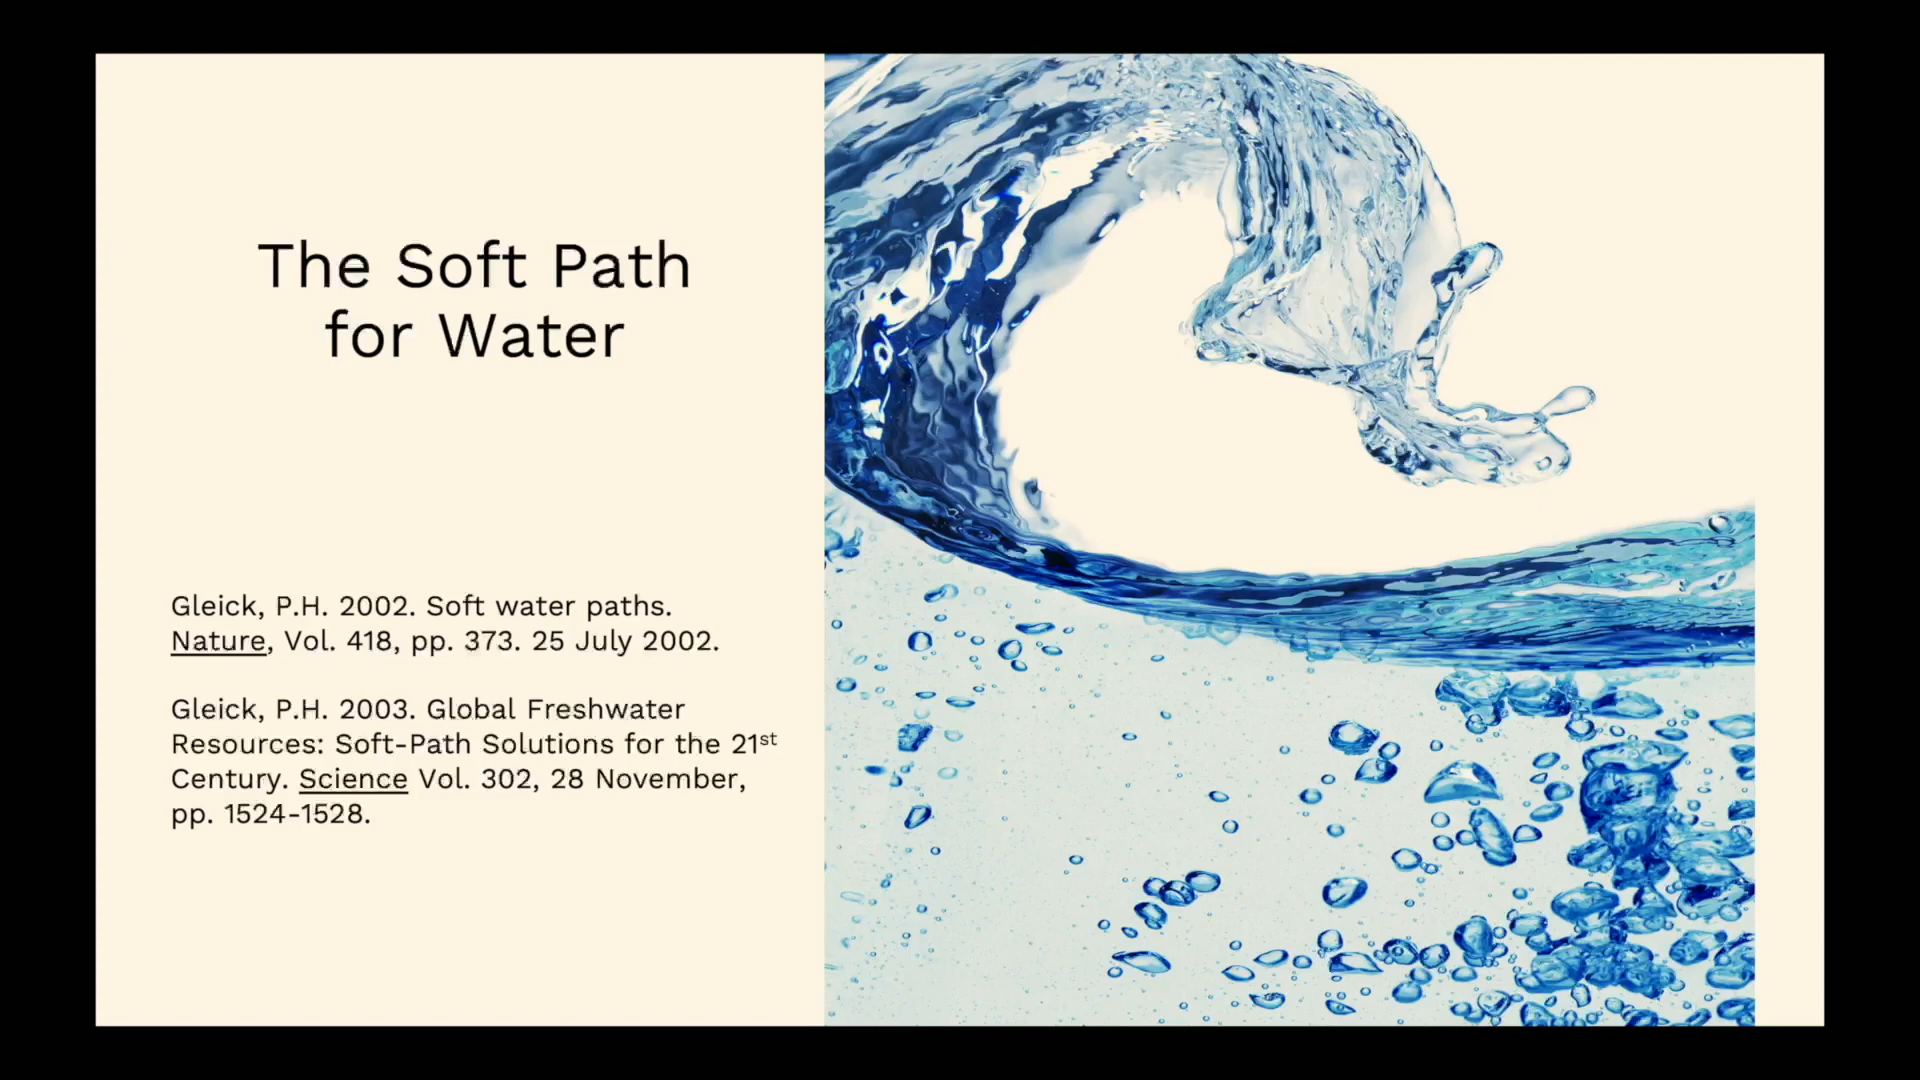 The Soft Path
for Water
Gleick, P.H. 2002. Soft water paths.
Nature, Vol. 418, pp. 373. 25 July 2002.
Gleick, P.H. 2003. Global Freshwater
Resources: Soft-Path Solutions for the 21st
Century. Science Vol. 302, 28 November,
pp. 1524-1528.